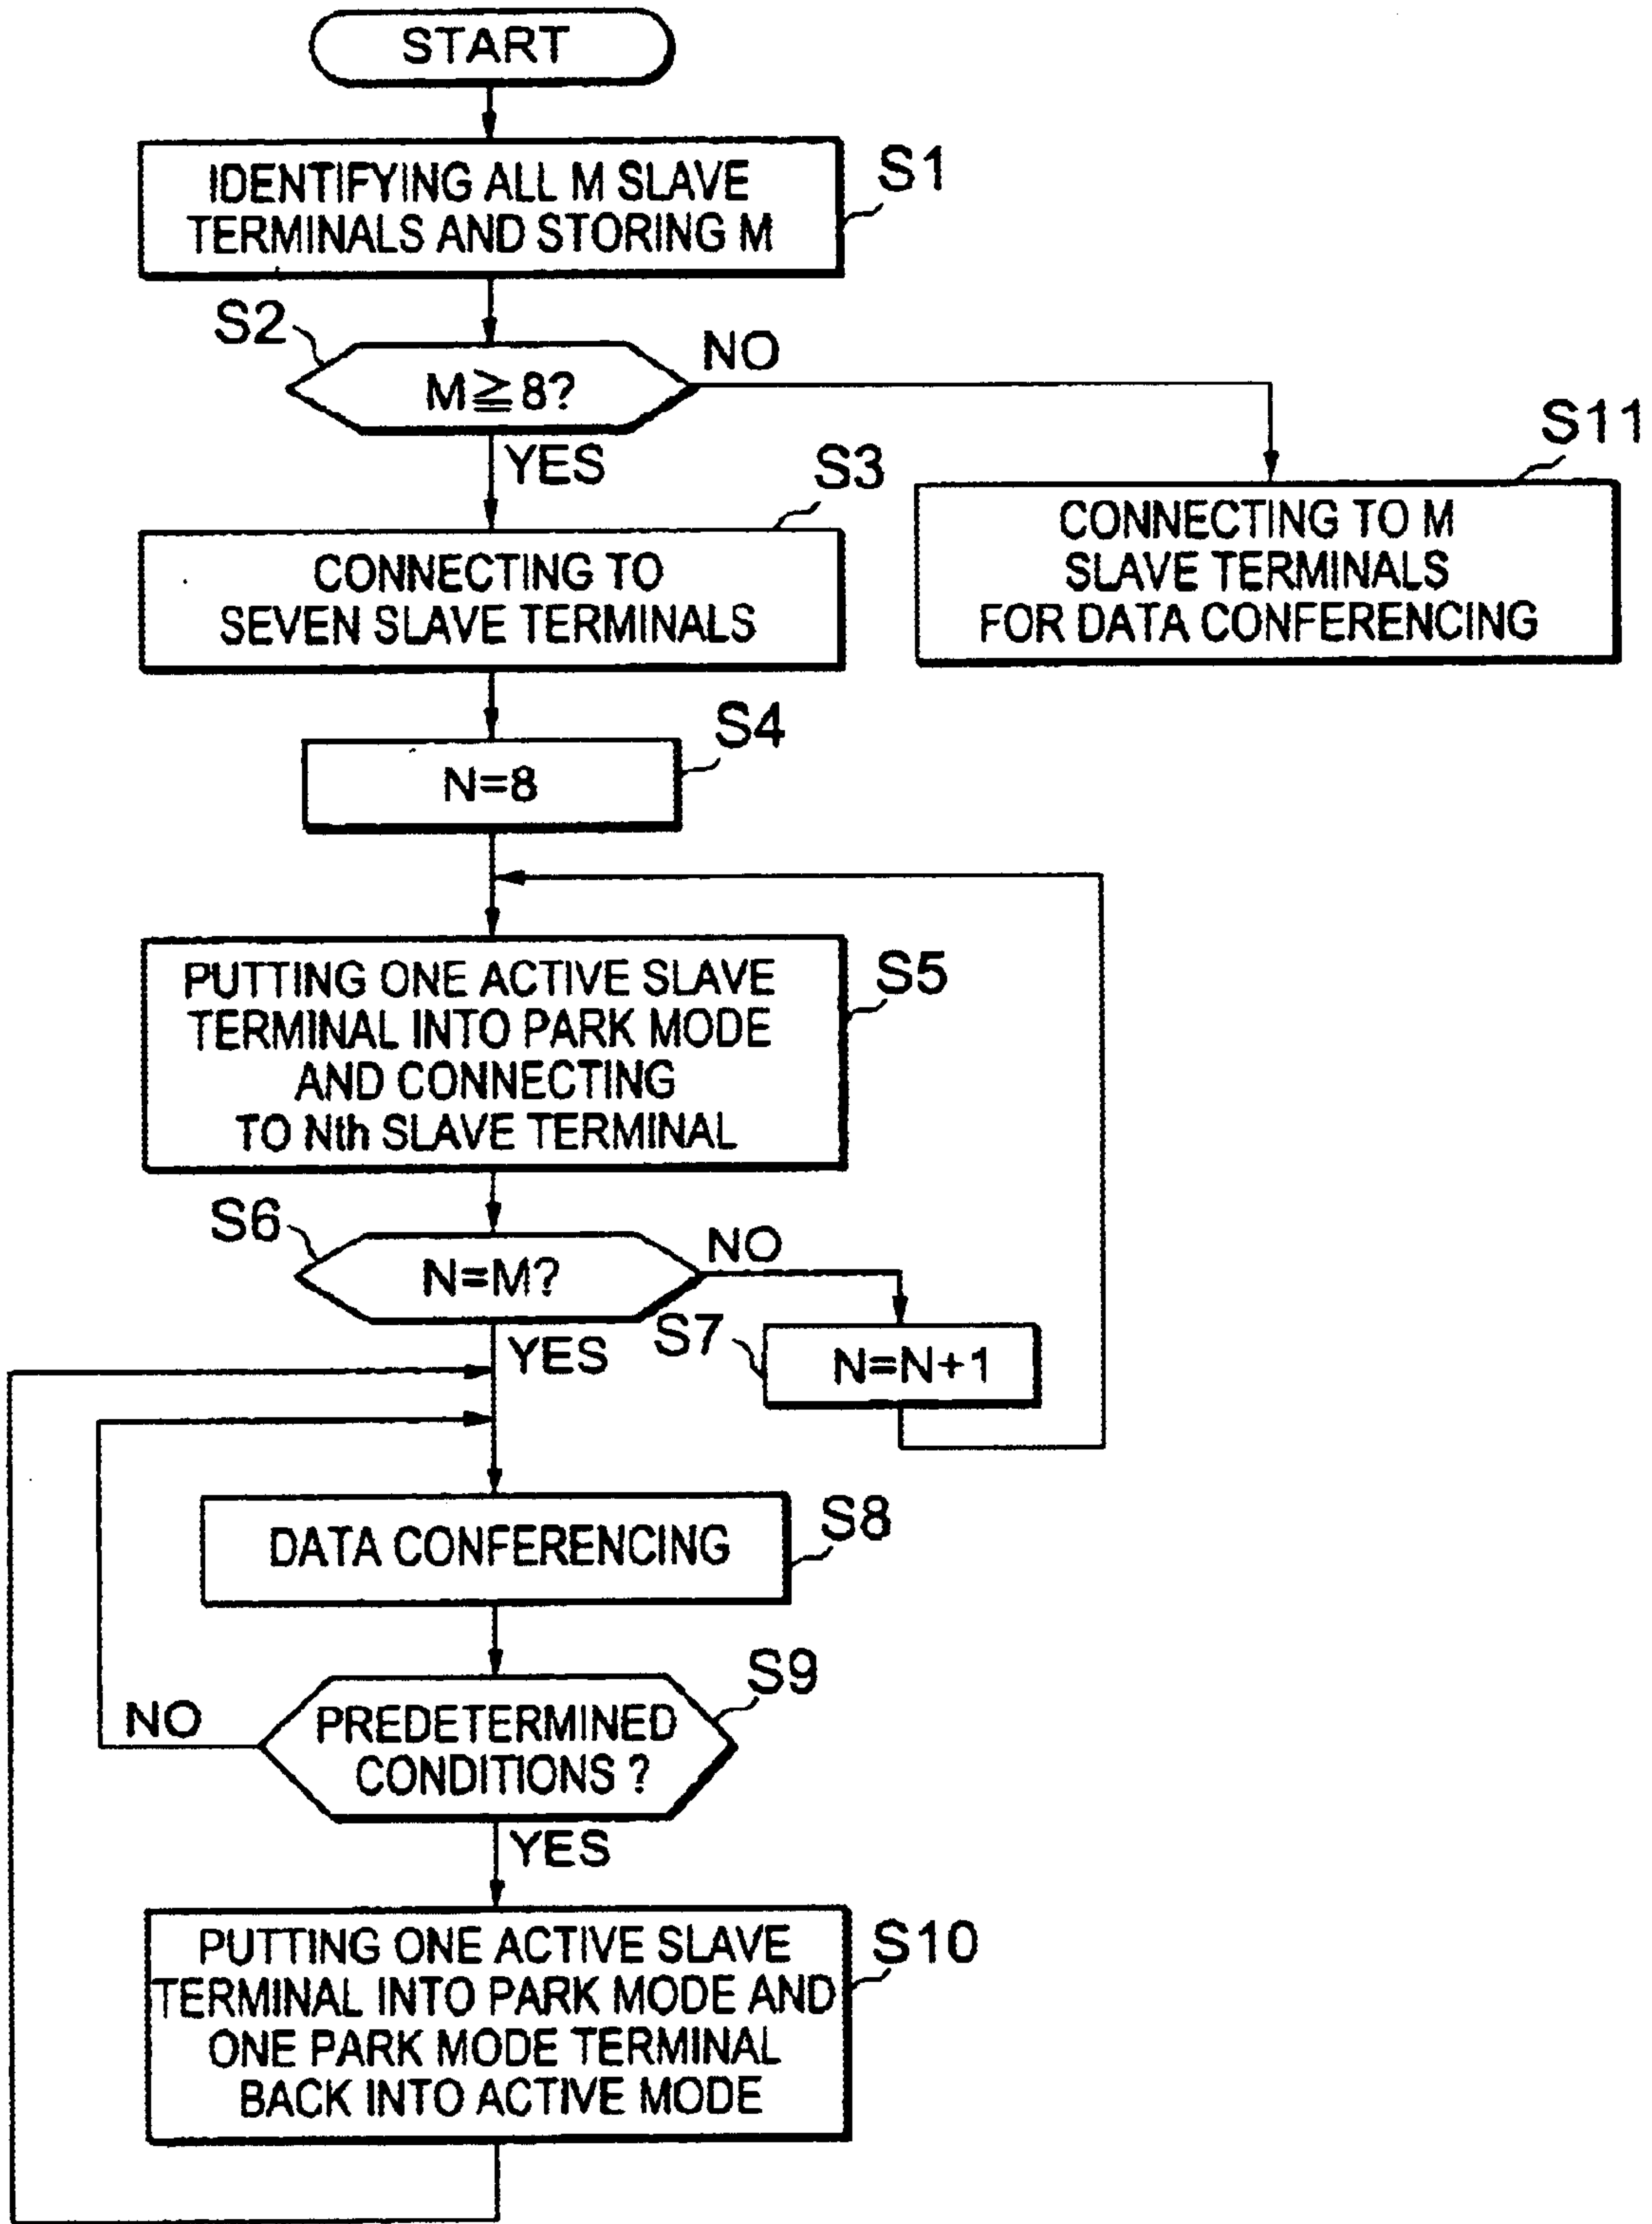 START
IDENTIFYING ALL M SLAVE
TERMINALS AND STORING M
S1
S2
M≧8?
NO
YES
S3
S11
CONNECTING TO
SEVEN SLAVE TERMINALS
CONNECTING TO M
SLAVE TERMINALS
FOR DATA CONFERENCING
S4
N=8
PUTTING ONE ACTIVE SLAVE
TERMINAL INTO PARK MODE
AND CONNECTING
TO Nth SLAVE TERMINAL
S5
S6
N=M?
NO
YES
S7
N=N+1
DATA CONFERENCING
S8
S9
PREDETERMINED
CONDITIONS ?
NO
YES
PUTTING ONE ACTIVE SLAVE
TERMINAL INTO PARK MODE AND
ONE PARK MODE TERMINAL
BACK INTO ACTIVE MODE
S10